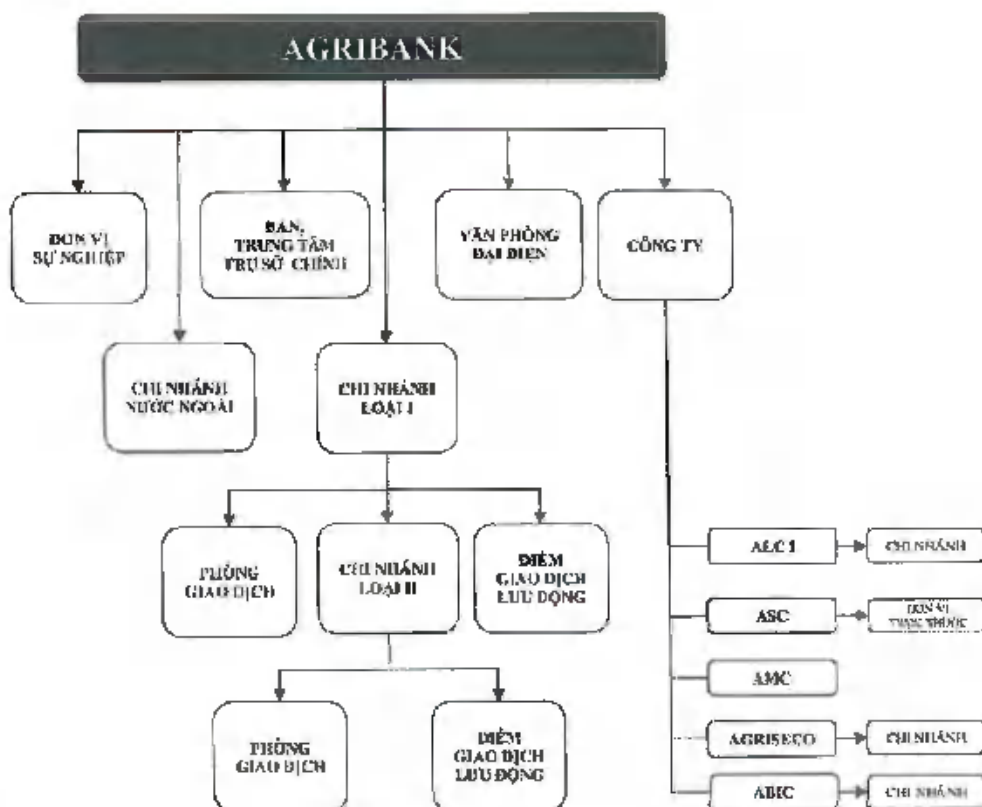 AGRIBANK
ĐƠN VỊ
SỰ NGHIỆP
BAN,
TRUNG TÂM
TRỤ SỞ CHÍNH
VĂN PHÒNG
ĐẠI DIỆN
CÔNG TY
CHI NHÁNH
NƯỚC NGOÀI
CHI NHÁNH
LOẠI I
PHÒNG
GIAO DỊCH
CHI NHÁNH
LOẠI II
ĐIỂM
GIAO DỊCH
LƯU ĐỘNG
PHÒNG
GIAO DỊCH
ĐIỂM
GIAO DỊCH
LƯU ĐỘNG
ALC I
CHI NHÁNH
ASC
ĐƠN VỊ
TRỰC THUỘC
AMC
AGRISECO
CHI NHÁNH
ABIC
CHI NHÁNH